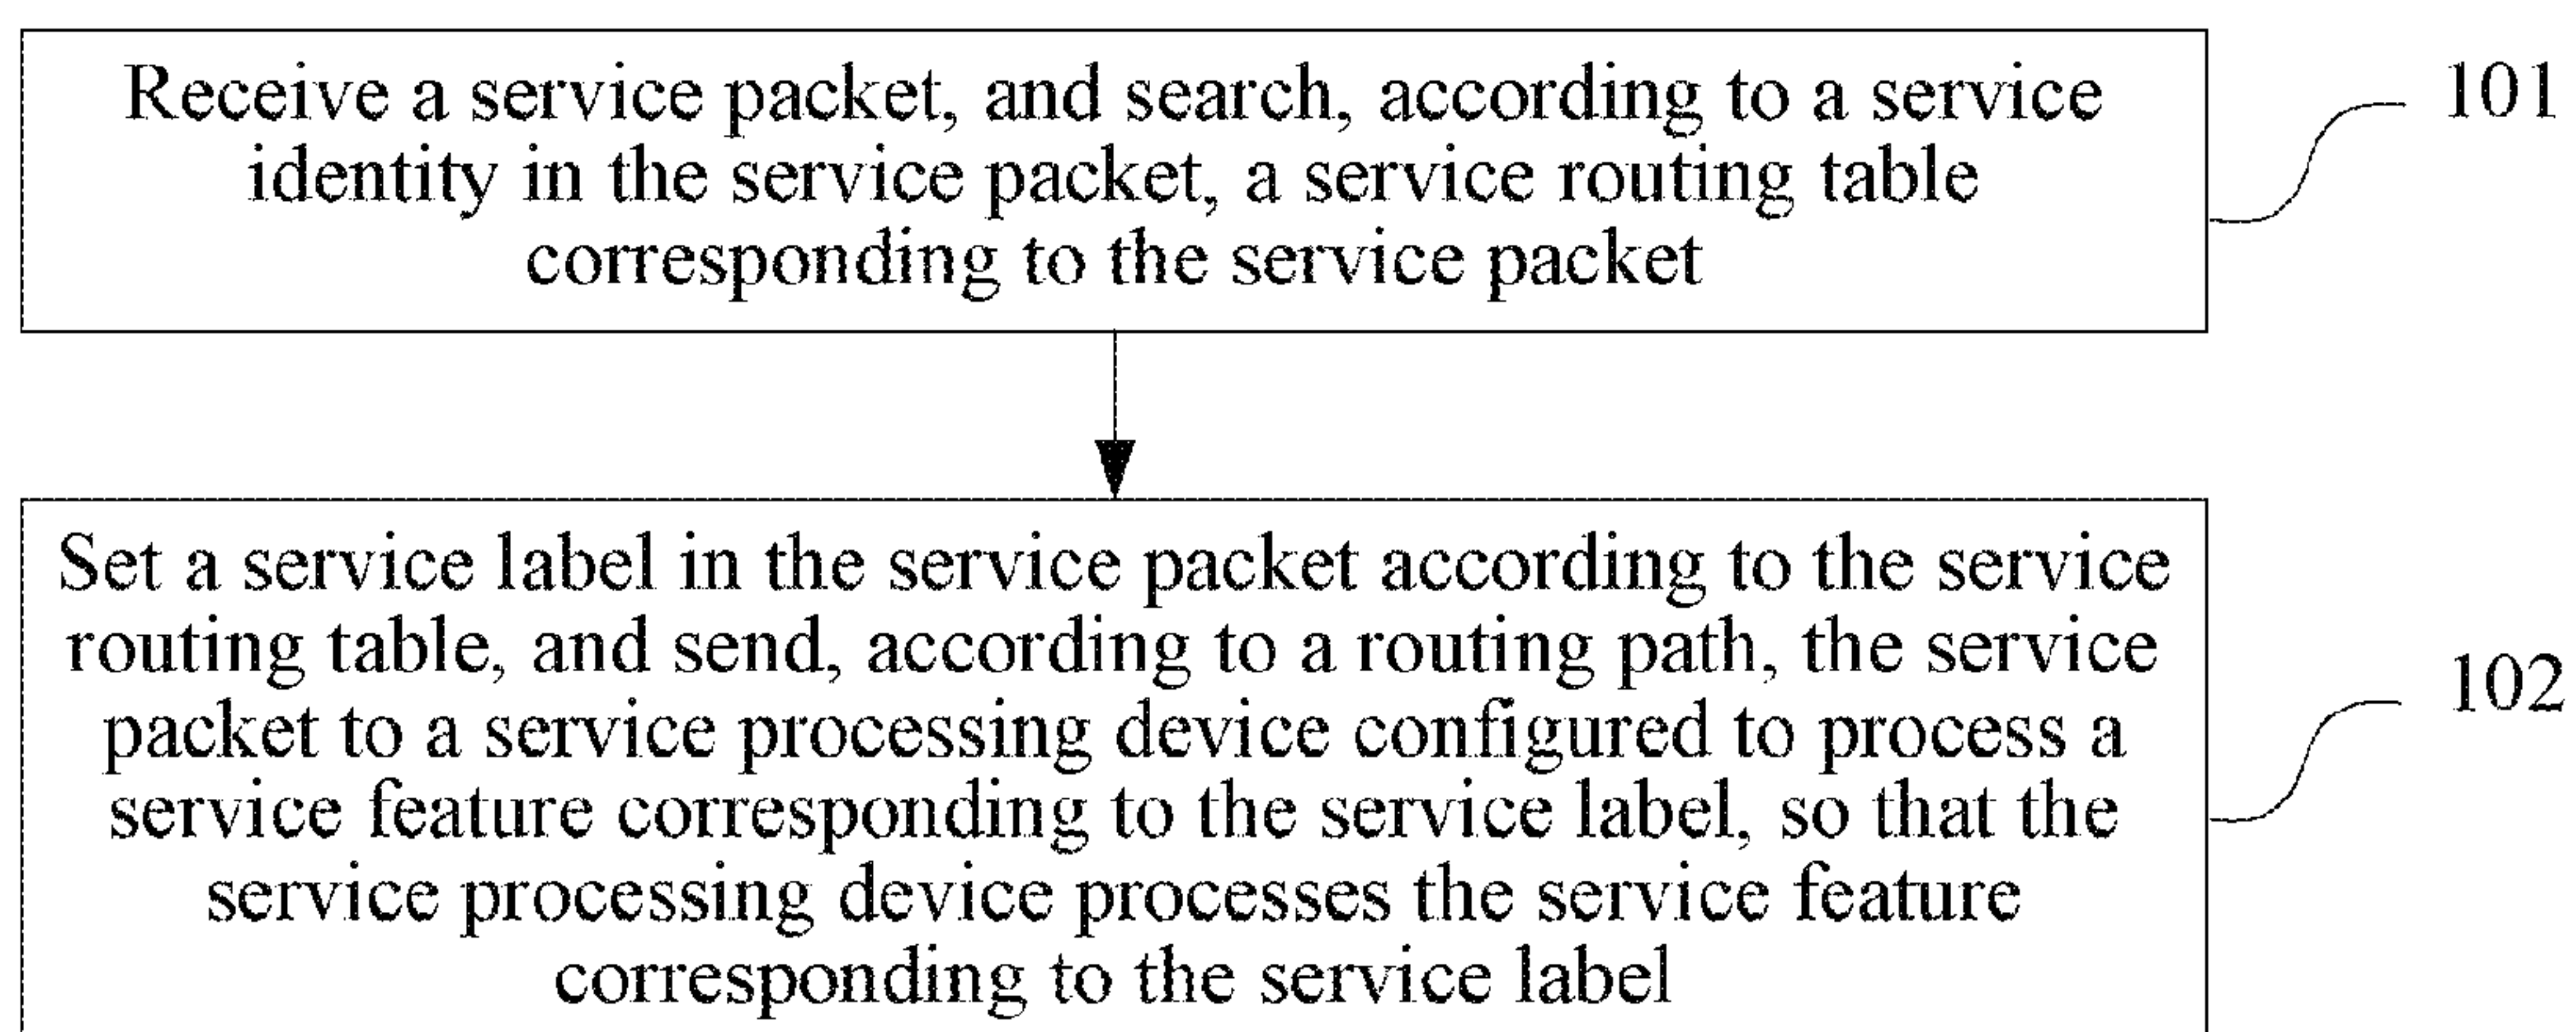 Receive a service packet, and search, according to a service
identity in the service packet, a service routing table
corresponding to the service packet
101
Set a service label in the service packet according to the service
routing table, and send, according to a routing path, the service
packet to a service processing device configured to process a
service feature corresponding to the service label, so that the
service processing device processes the service feature
corresponding to the service label
102